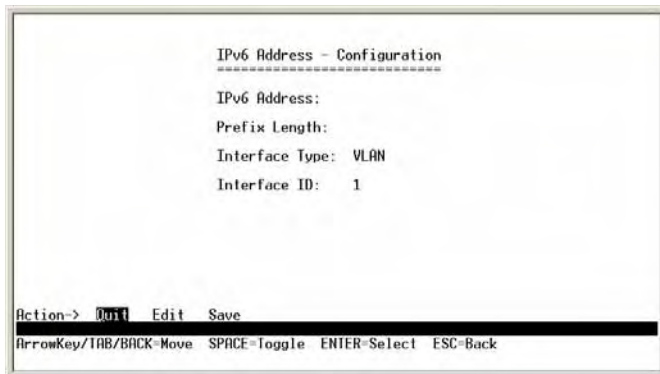 IPv6 Address - Configuration
============================
IPv6 Address:
Prefix Length:
Interface Type: VLAN
Interface ID: 1
Action-> Quit Edit Save
ArrowKey/TAB/BACK=Move SPACE=Toggle ENTER=Select ESC=Back